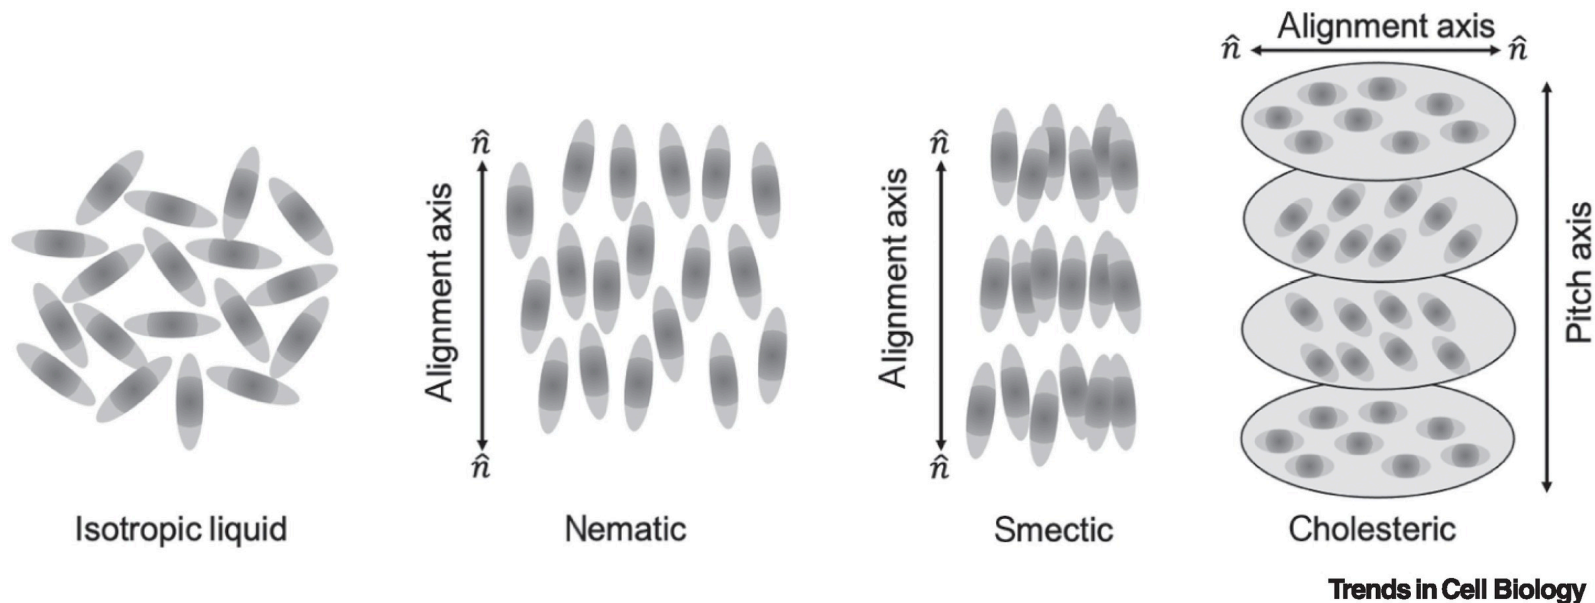 Alignment axis
n̂
n̂
n̂
Alignment axis
n̂
n̂
Alignment axis
n̂
Pitch axis
Isotropic liquid
Nematic
Smectic
Cholesteric
Trends in Cell Biology